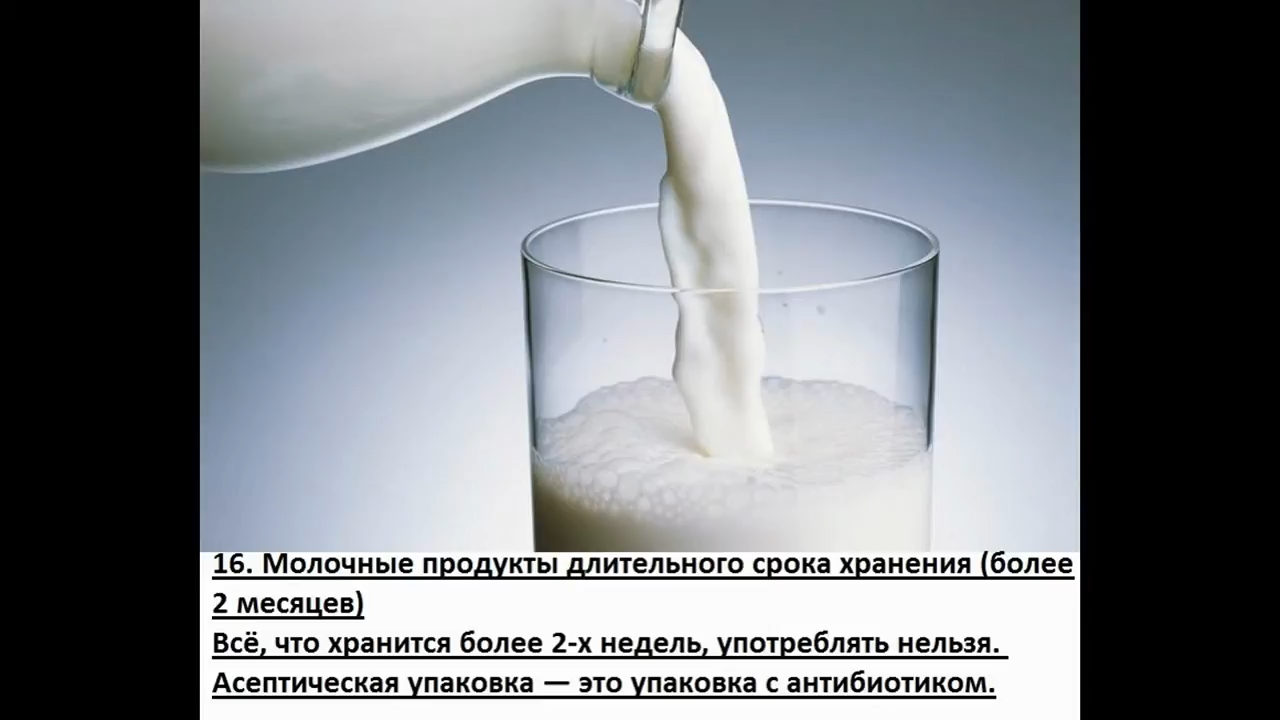 16. Молочные продукты длительного срока хранения (более
2 месяцев)
Всё, что хранится более 2-х недель, употреблять нельзя.
Асептическая упаковка — это упаковка с антибиотиком.